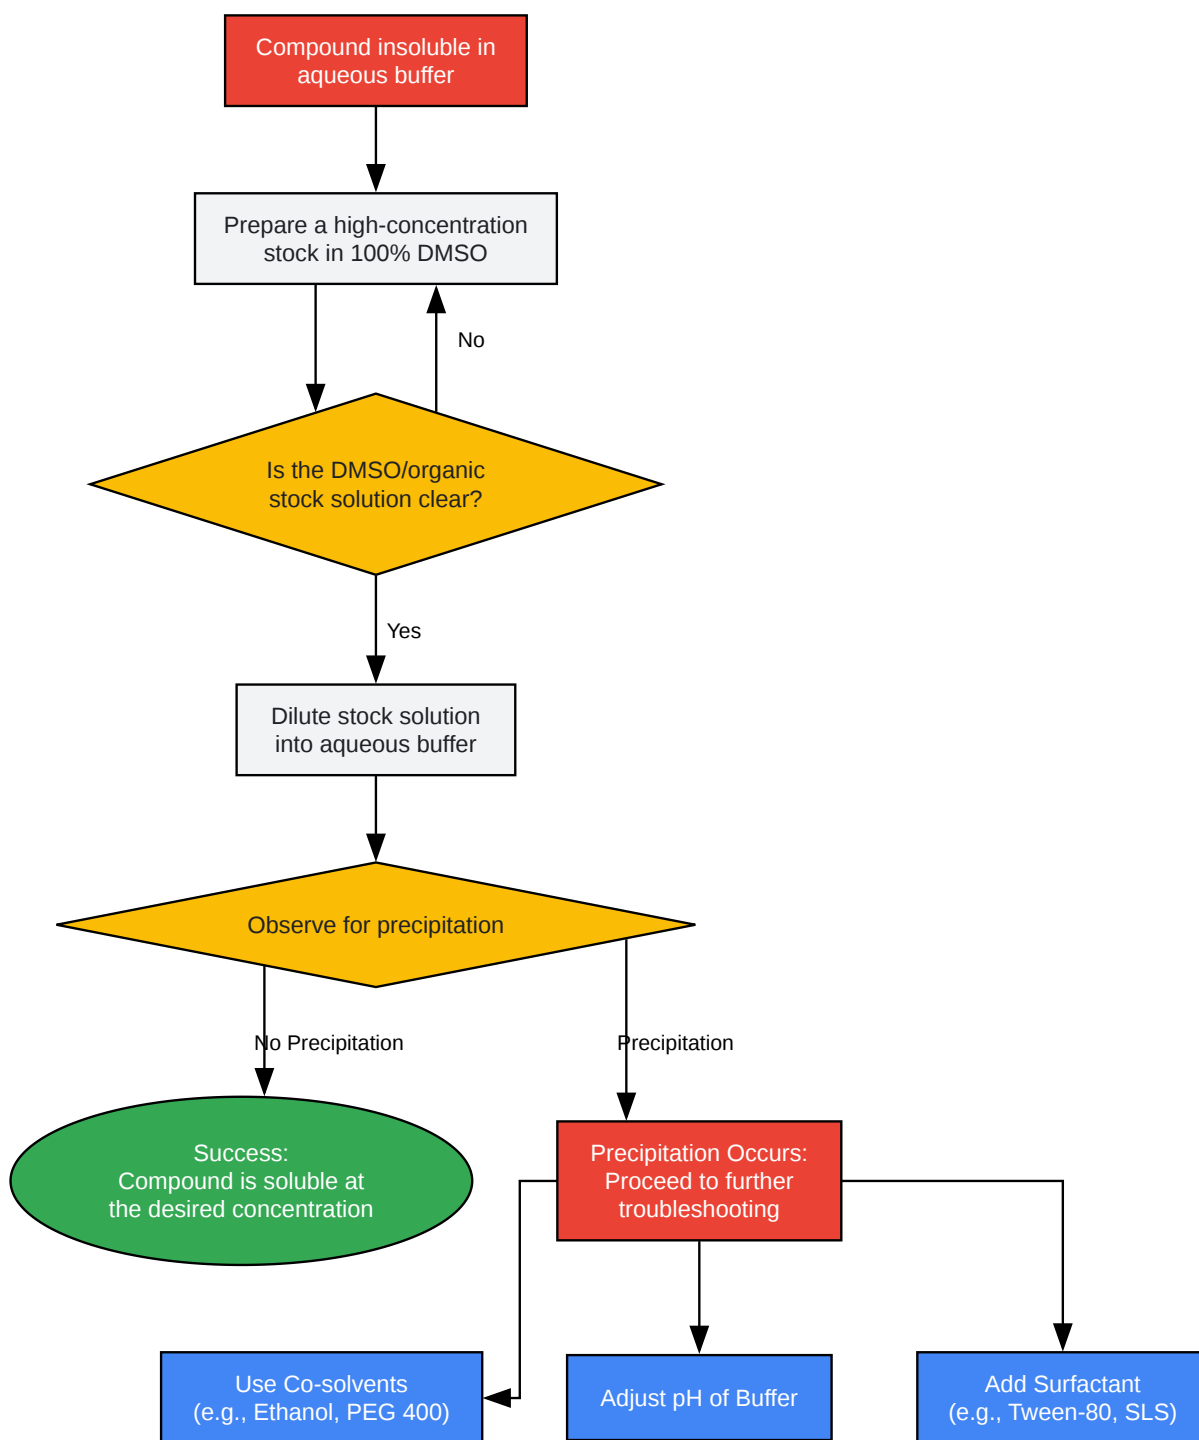 Compound insoluble in
aqueous buffer
Prepare a high-concentration
stock in 100% DMSO
No
Is the DMSO/organic
stock solution clear?
Yes
Dilute stock solution
into aqueous buffer
Observe for precipitation
No Precipitation
Precipitation
Success:
Compound is soluble at
the desired concentration
Precipitation Occurs:
Proceed to further
troubleshooting
Use Co-solvents
(e.g., Ethanol, PEG 400)
Adjust pH of Buffer
Add Surfactant
(e.g., Tween-80, SLS)